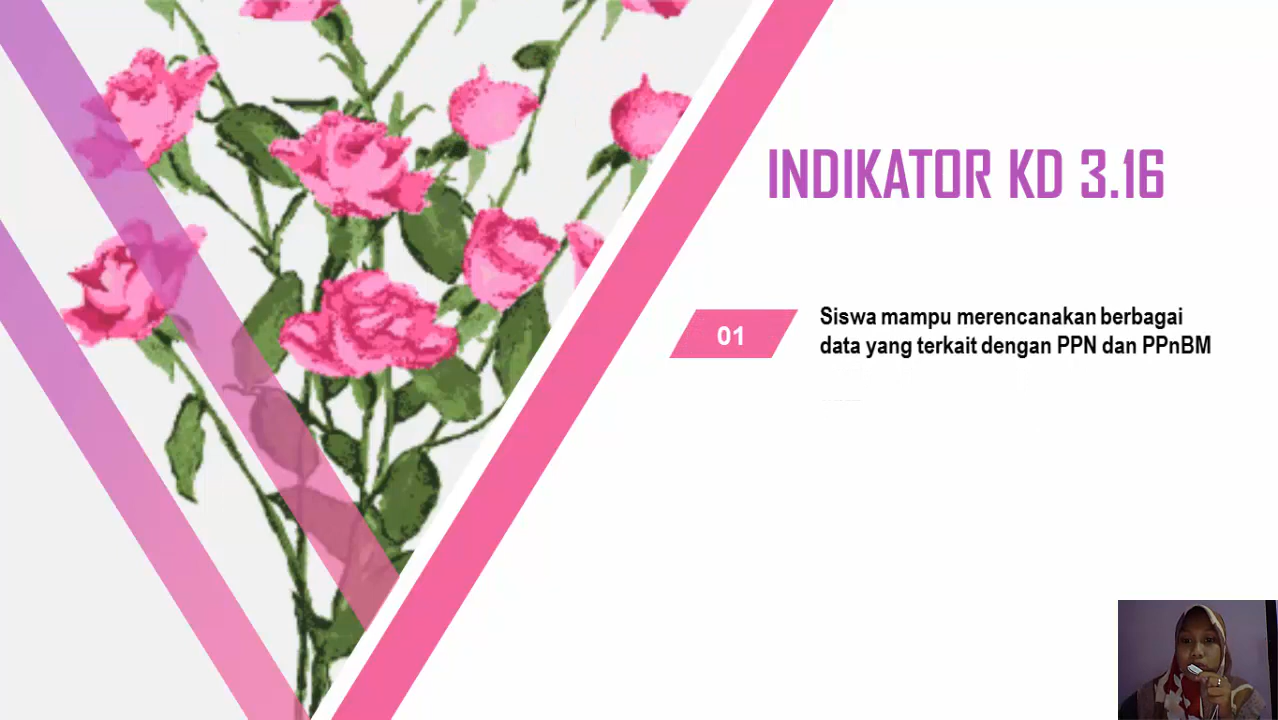 INDIKATOR KD 3.16
01
Siswa mampu merencanakan berbagai
data yang terkait dengan PPN dan PPnBM